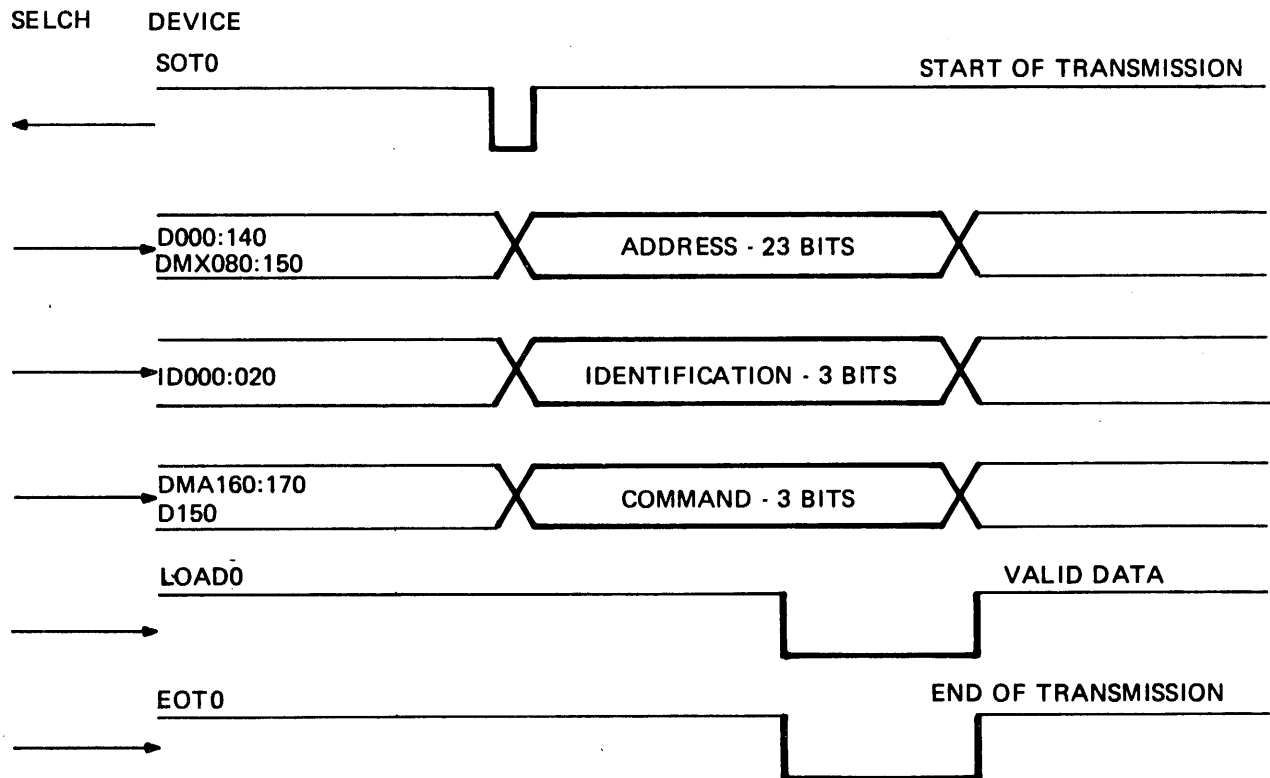 SELCH DEVICE
SOT0 START OF TRANSMISSION
D000:140
DMX080:150
ADDRESS - 23 BITS
ID000:020 IDENTIFICATION - 3 BITS
DMA160:170
D150
COMMAND - 3 BITS
LOAD0 VALID DATA
EOT0 END OF TRANSMISSION